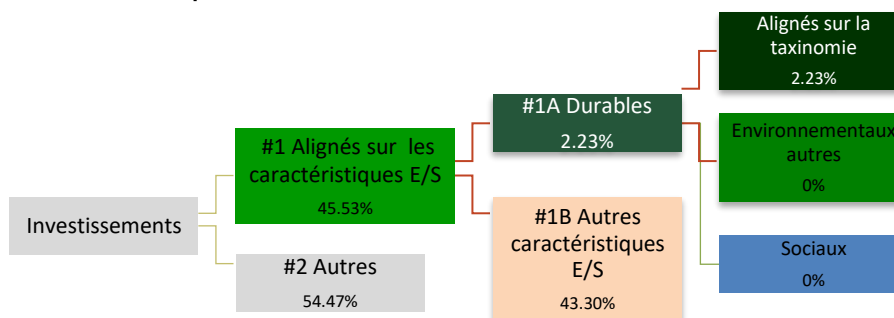 Investissements
#1 Alignés sur les
caractéristiques E/S
45.53%
#2 Autres
54.47%
#1A Durables
2.23%
#1B Autres
caractéristiques
E/S
43.30%
Alignés sur la
taxinomie
2.23%
Environnementaux
autres
0%
Sociaux
0%